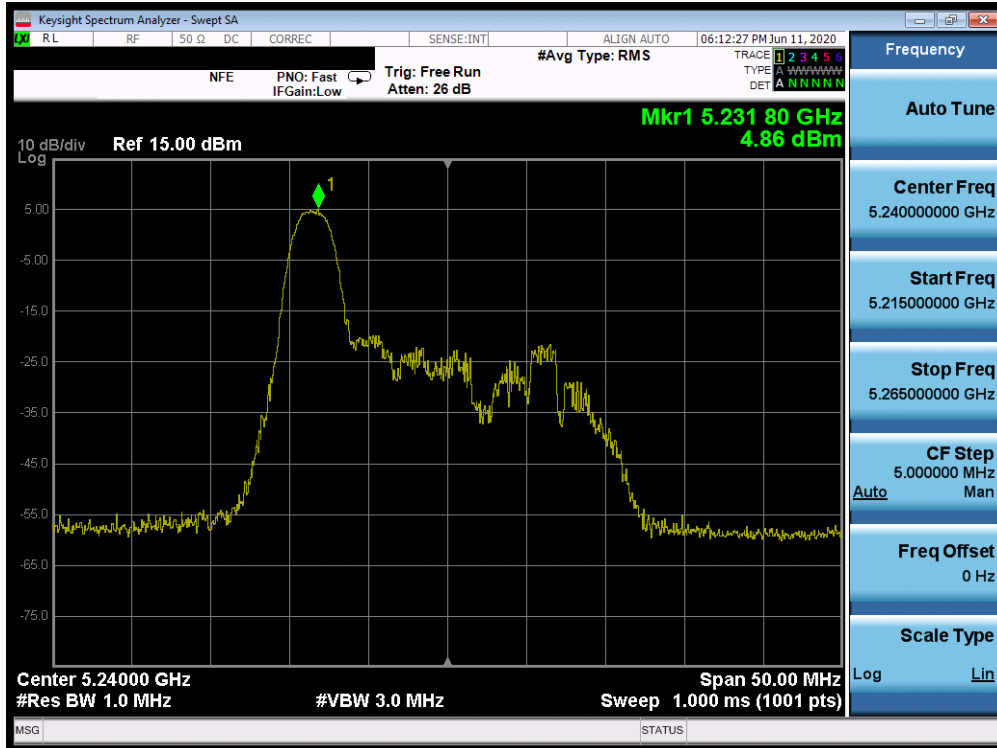 Keysight Spectrum Analyzer - Swept SA
LXI RL RF 50 Ω DC CORREC SENSE:INT ALIGN AUTO 06:12:27 PM Jun 11, 2020
#Avg Type: RMS
TRACE 1 2 3 4 5 6
TYPE A WWWWWW
DET A N N N N N
NFE PNO: Fast Trig: Free Run
IFGain:Low Atten: 26 dB
Mkr1 5.231 80 GHz
4.86 dBm
10 dB/div Ref 15.00 dBm
Log
1
5.00
-5.00
-15.0
-25.0
-35.0
-45.0
-55.0
-65.0
-75.0
Center 5.24000 GHz Span 50.00 MHz
#Res BW 1.0 MHz #VBW 3.0 MHz Sweep 1.000 ms (1001 pts)
MSG STATUS
Frequency
Auto Tune
Center Freq
5.240000000 GHz
Start Freq
5.215000000 GHz
Stop Freq
5.265000000 GHz
CF Step
5.000000 MHz
Auto Man
Freq Offset
0 Hz
Scale Type
Log Lin